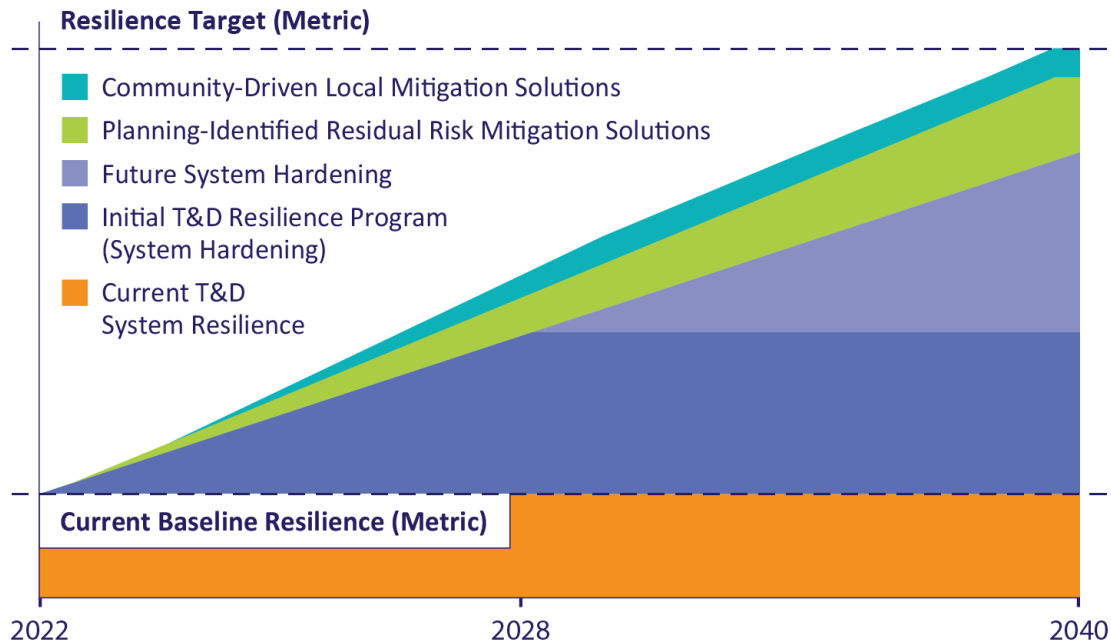 Resilience Target (Metric)
Community-Driven Local Mitigation Solutions
Planning-Identified Residual Risk Mitigation Solutions
Future System Hardening
Initial T&D Resilience Program
(System Hardening)
Current T&D
System Resilience
Current Baseline Resilience (Metric)
2022
2028
2040